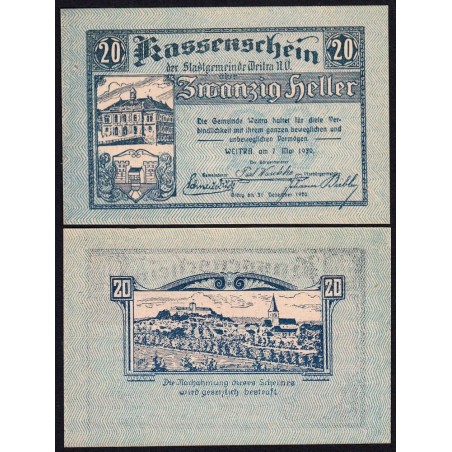 20 Kassenschein 20
der Stadtgemeinde Weitra N.Ö.
über
Zwanzig Heller
Die Gemeinde Weitra haftet für diese Ver-
bindlichkeit mit ihrem ganzen beweglichen und
unbeweglichen Vermögen.
WEITRA, am 7 Mai 1920.
Der Bürgermeister:
Gültig bis 31. Dezember 1920.
20 20
Die Nachahmung dieses Scheines
wird gesetzlich bestraft.